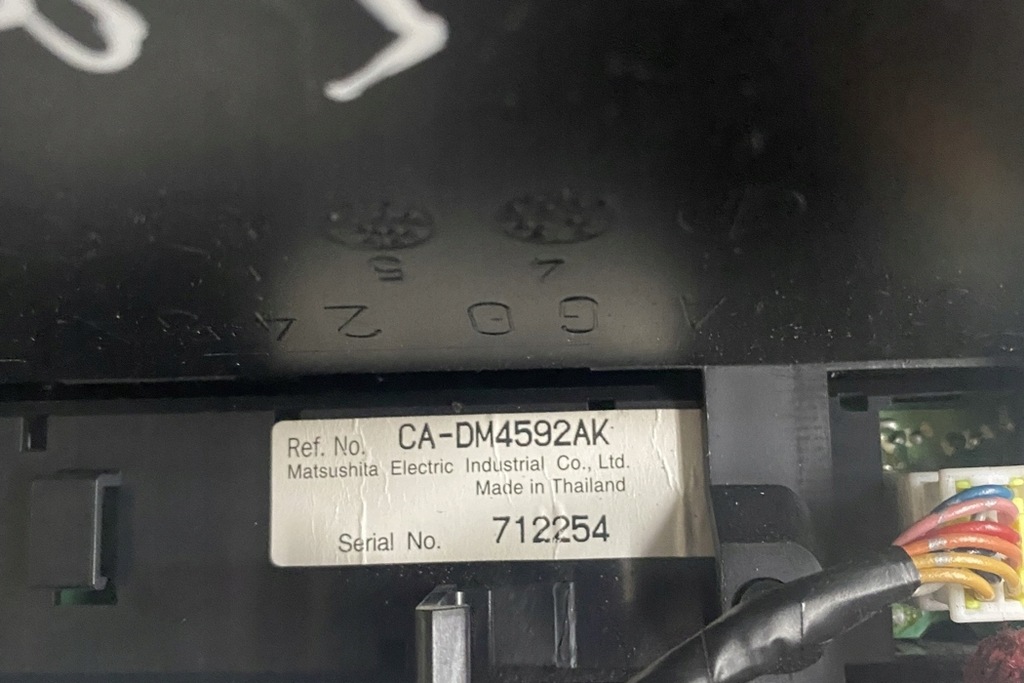 Ref. No. CA-DM4592AK
Matsushita Electric Industrial Co., Ltd.
Made in Thailand
Serial No. 712254